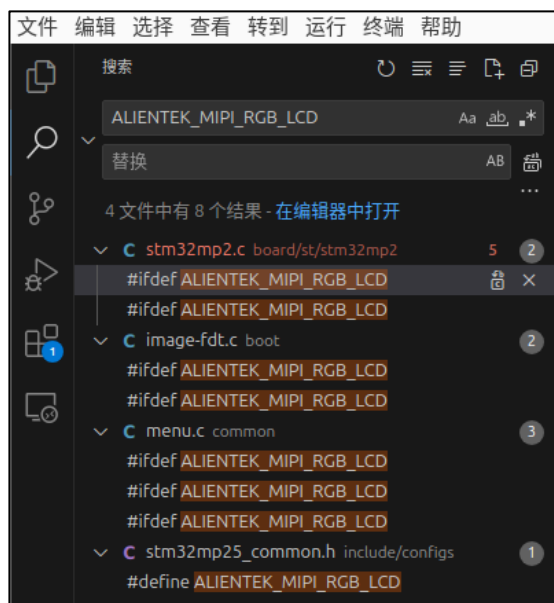 文件 编辑 选择 查看 转到 运行 终端 帮助
搜索
ALIENTEK_MIPI_RGB_LCD Aa ab .*
替换 AB
...
4 文件中有 8 个结果 - 在编辑器中打开
C stm32mp2.c board/st/stm32mp2 5 2
#ifdef ALIENTEK_MIPI_RGB_LCD
#ifdef ALIENTEK_MIPI_RGB_LCD
C image-fdt.c boot 2
#ifdef ALIENTEK_MIPI_RGB_LCD
#ifdef ALIENTEK_MIPI_RGB_LCD
1
C menu.c common 3
#ifdef ALIENTEK_MIPI_RGB_LCD
#ifdef ALIENTEK_MIPI_RGB_LCD
#ifdef ALIENTEK_MIPI_RGB_LCD
C stm32mp25_common.h include/configs 1
#define ALIENTEK_MIPI_RGB_LCD